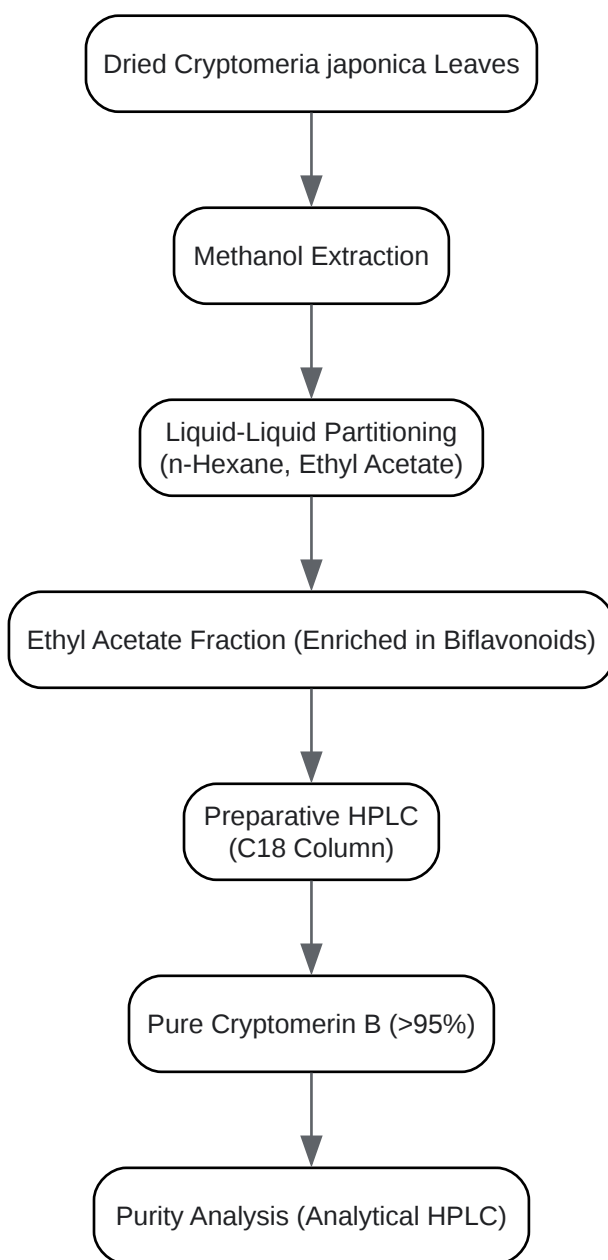 Dried Cryptomeria japonica Leaves
Methanol Extraction
Liquid-Liquid Partitioning
(n-Hexane, Ethyl Acetate)
Ethyl Acetate Fraction (Enriched in Biflavonoids)
Preparative HPLC
(C18 Column)
Pure Cryptomerin B (>95%)
Purity Analysis (Analytical HPLC)